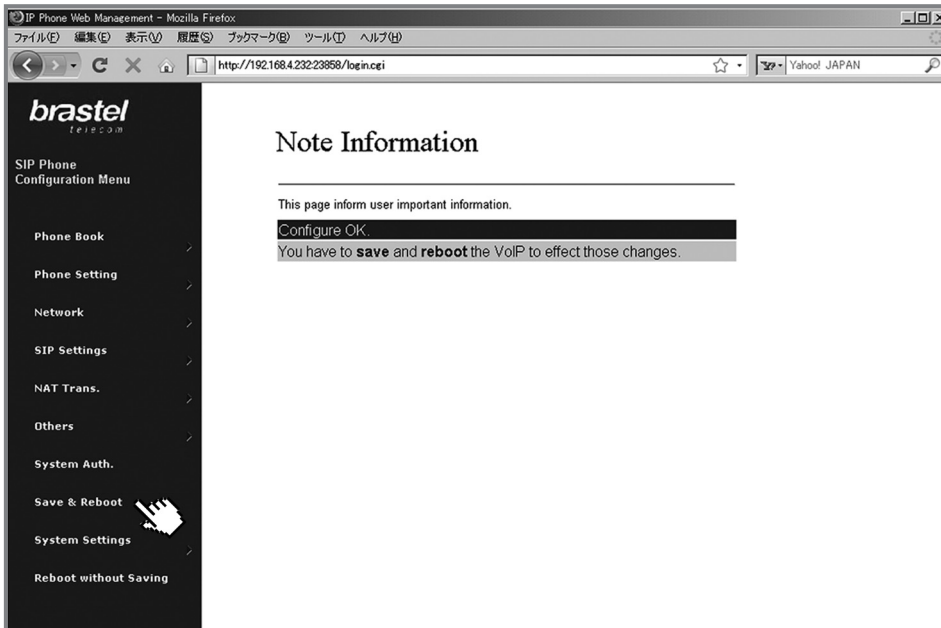 IP Phone Web Management - Mozilla Firefox
ファイル(F) 編集(E) 表示(V) 履歴(S) ブックマーク(B) ツール(T) ヘルプ(H)
http://192.168.4.232:23858/login.cgi
Yahoo! JAPAN
brastel
telecom
SIP Phone
Configuration Menu
Phone Book
Phone Setting
Network
SIP Settings
NAT Trans.
Others
System Auth.
Save & Reboot
System Settings
Reboot without Saving
Note Information
This page inform user important information.
Configure OK.
You have to save and reboot the VoIP to effect those changes.